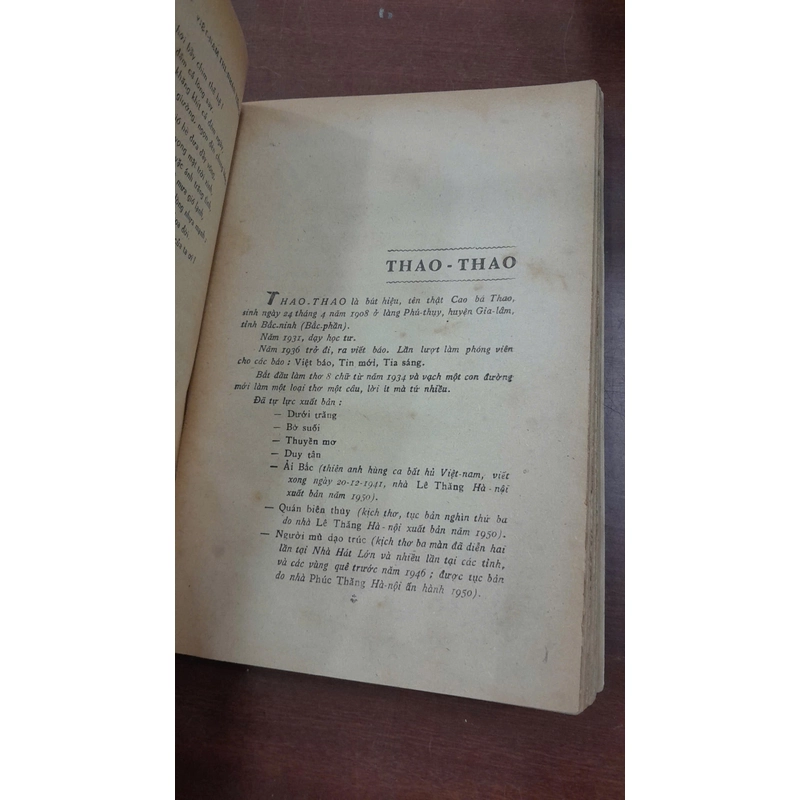 VIỆT-NAM THI
THAO - THAO
THAO-THAO là bút hiệu, tên thật Cao bá Thao,
sinh ngày 24 tháng 4 năm 1908 ở làng Phú-thụy, huyện Gia-lâm,
tỉnh Bắc-ninh (Bắc-phần).
Năm 1931, dạy học tư.
Năm 1936 trở đi, ra viết báo. Lần lượt làm phóng viên
cho các báo : Việt báo, Tin mới, Tia sáng.
Bắt đầu làm thơ 8 chữ từ năm 1934 và vạch một con đường
mới làm một loại thơ một câu, lời ít mà tứ nhiều.
Đã tự lực xuất bản :
— Dưới trăng
— Bờ suối
— Thuyền mơ
— Duy tân
— Ải Bắc (thiên anh hùng ca bất hủ Việt-nam, viết
xong ngày 20-12-1941, nhà Lê Thăng Hà-nội
xuất bản năm 1950).
— Quán biên thùy (kịch thơ, tục bản nghìn thứ ba
do nhà Lê Thăng Hà-nội xuất bản năm 1950).
— Người mù dạo trúc (kịch thơ ba màn đã diễn hai
lần tại Nhà Hát Lớn và nhiều lần tại các tỉnh,
và các vùng quê trước năm 1946 ; được tục bản
do nhà Phúc Thăng Hà-nội ấn hành 1950).